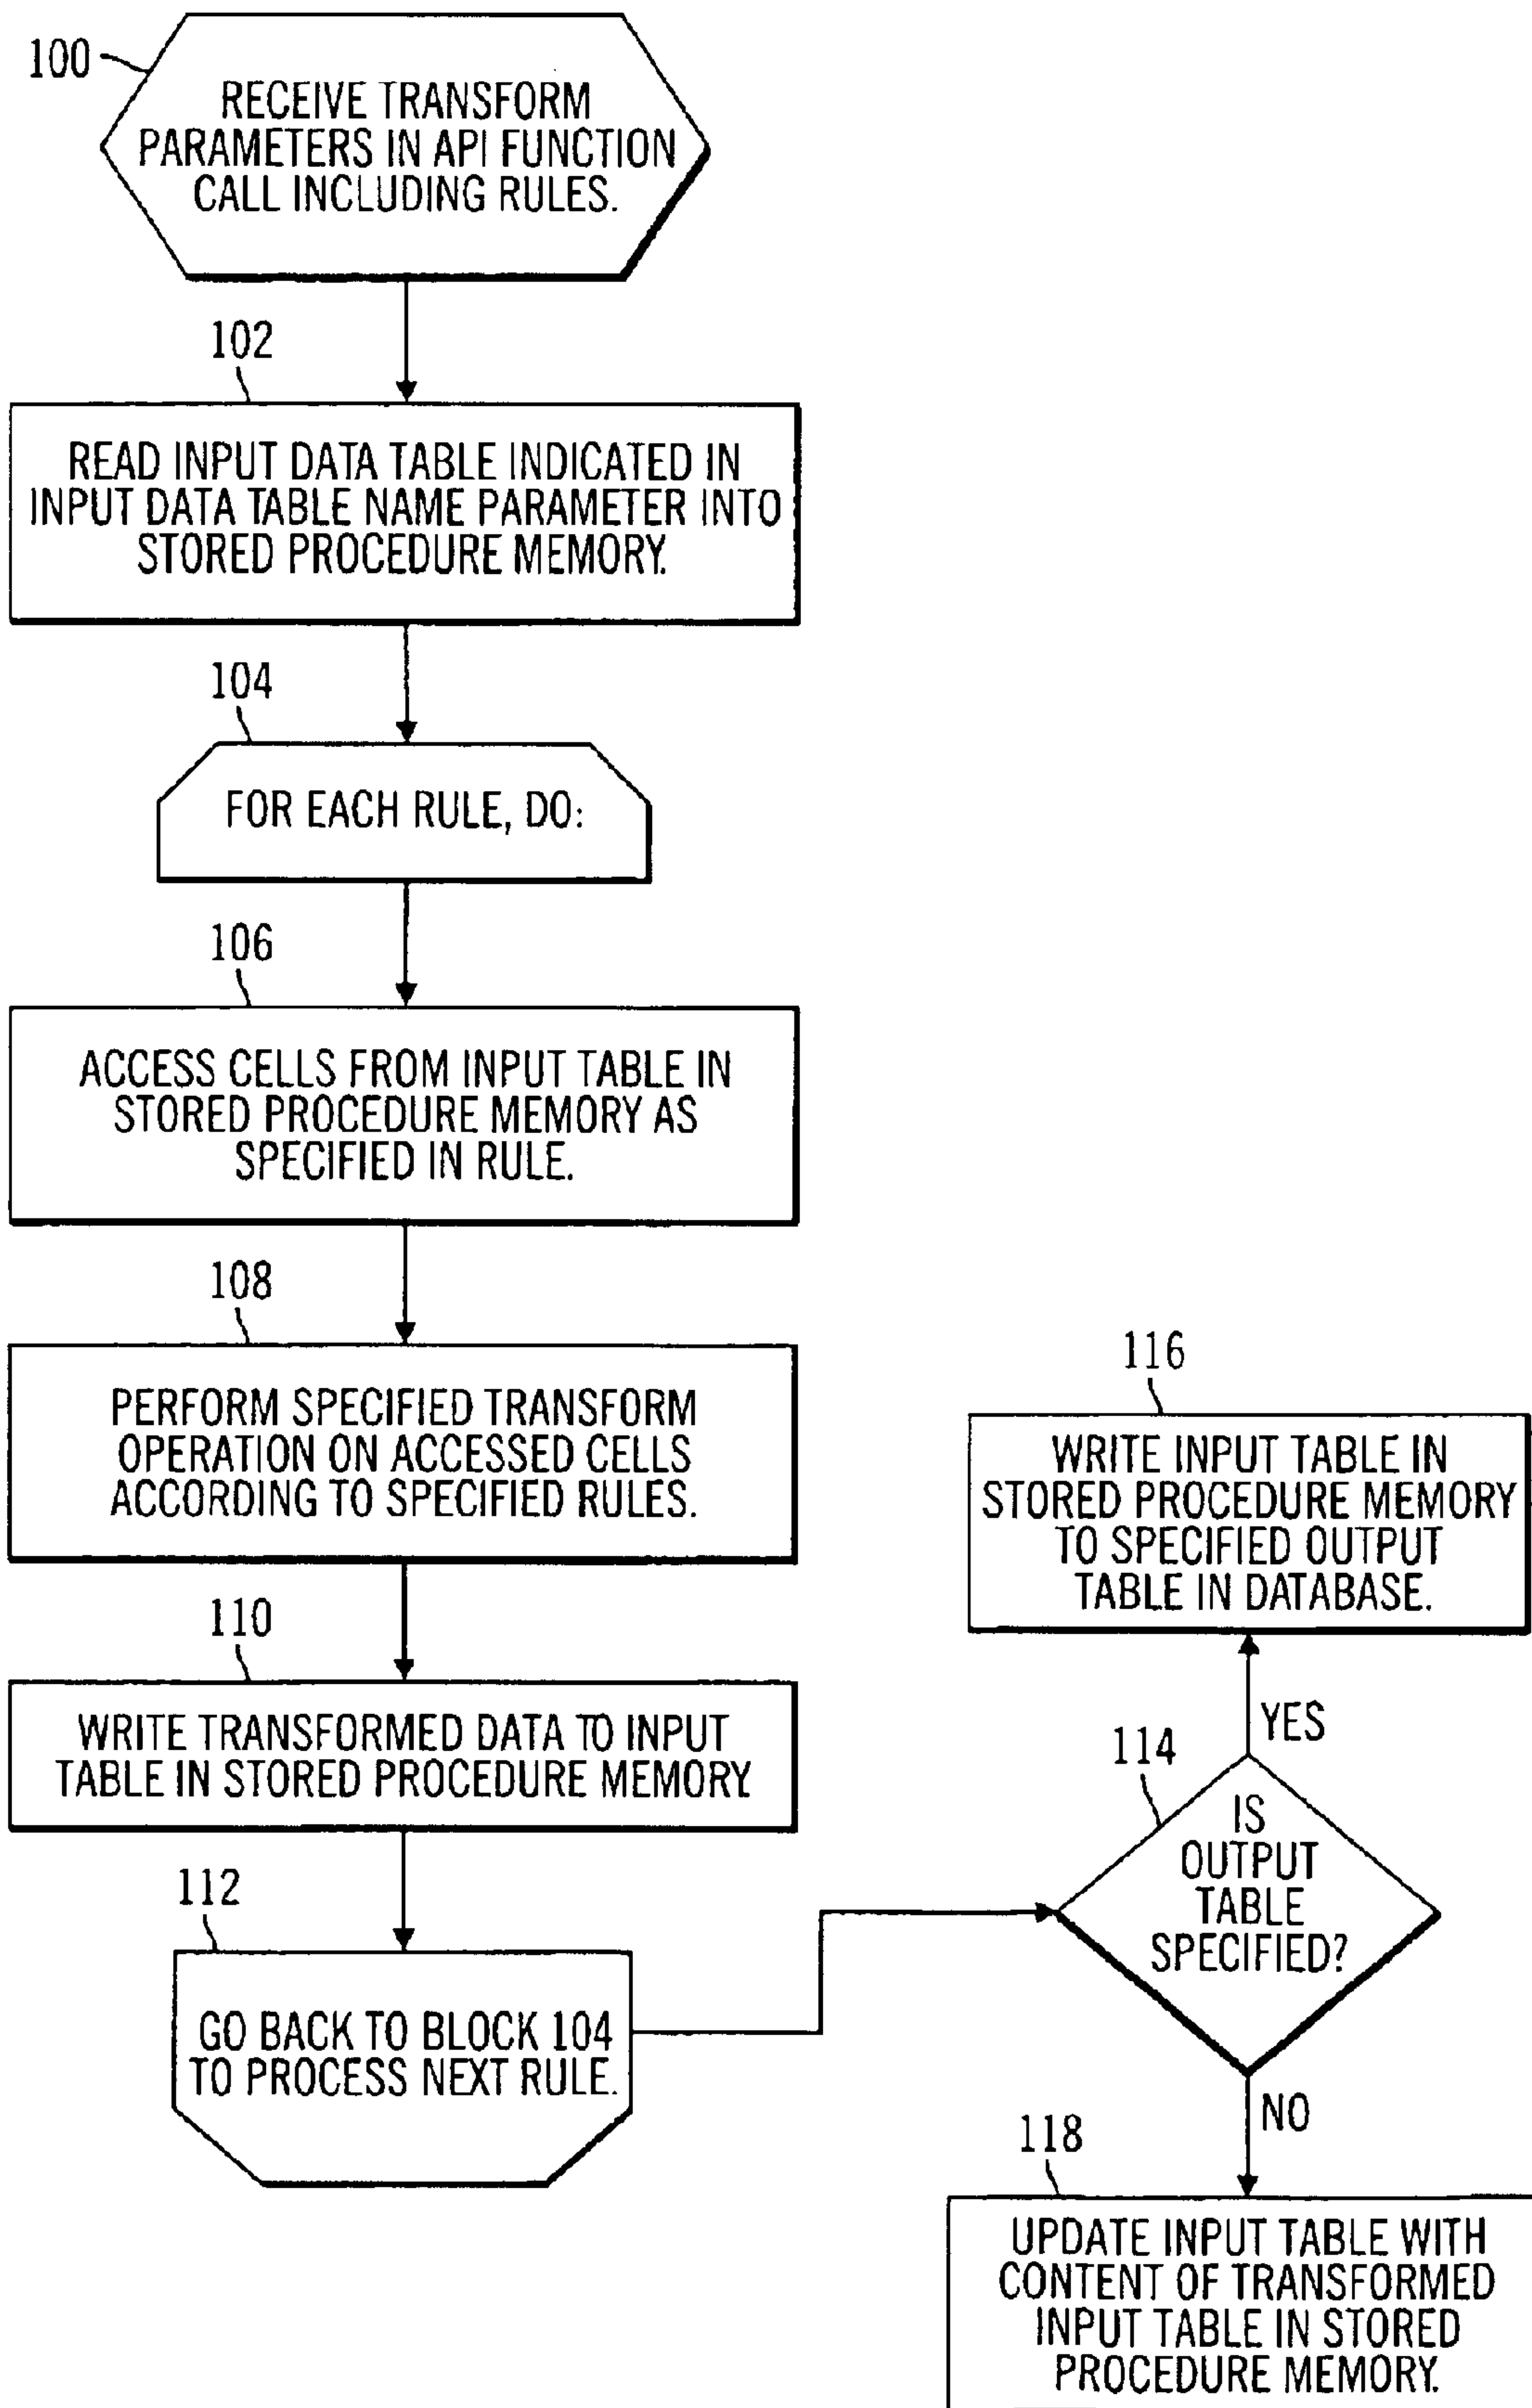 100
RECEIVE TRANSFORM
PARAMETERS IN API FUNCTION
CALL INCLUDING RULES.
102
READ INPUT DATA TABLE INDICATED IN
INPUT DATA TABLE NAME PARAMETER INTO
STORED PROCEDURE MEMORY.
104
FOR EACH RULE, DO:
106
ACCESS CELLS FROM INPUT TABLE IN
STORED PROCEDURE MEMORY AS
SPECIFIED IN RULE.
108
PERFORM SPECIFIED TRANSFORM
OPERATION ON ACCESSED CELLS
ACCORDING TO SPECIFIED RULES.
110
WRITE TRANSFORMED DATA TO INPUT
TABLE IN STORED PROCEDURE MEMORY
112
GO BACK TO BLOCK 104
TO PROCESS NEXT RULE.
114
IS
OUTPUT
TABLE
SPECIFIED?
YES
116
WRITE INPUT TABLE IN
STORED PROCEDURE MEMORY
TO SPECIFIED OUTPUT
TABLE IN DATABASE.
NO
118
UPDATE INPUT TABLE WITH
CONTENT OF TRANSFORMED
INPUT TABLE IN STORED
PROCEDURE MEMORY.